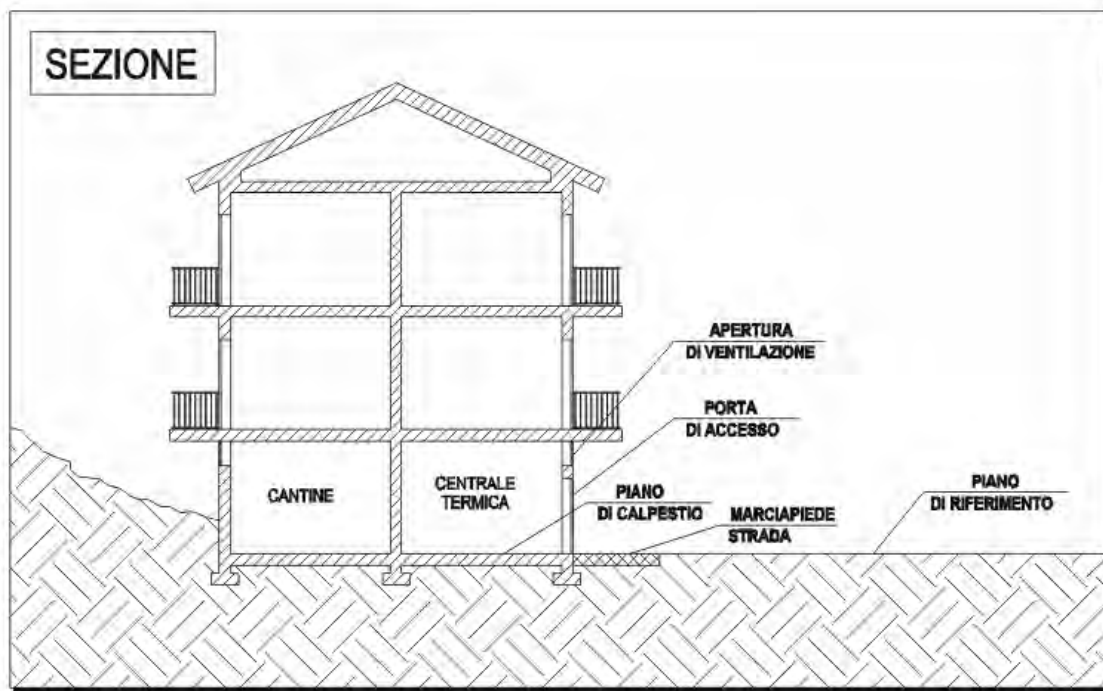 SEZIONE
APERTURA
DI VENTILAZIONE
PORTA
DI ACCESSO
CANTINE
CENTRALE
TERMICA
PIANO
DI CALPESTIO
MARCIAPIEDE
STRADA
PIANO
DI RIFERIMENTO